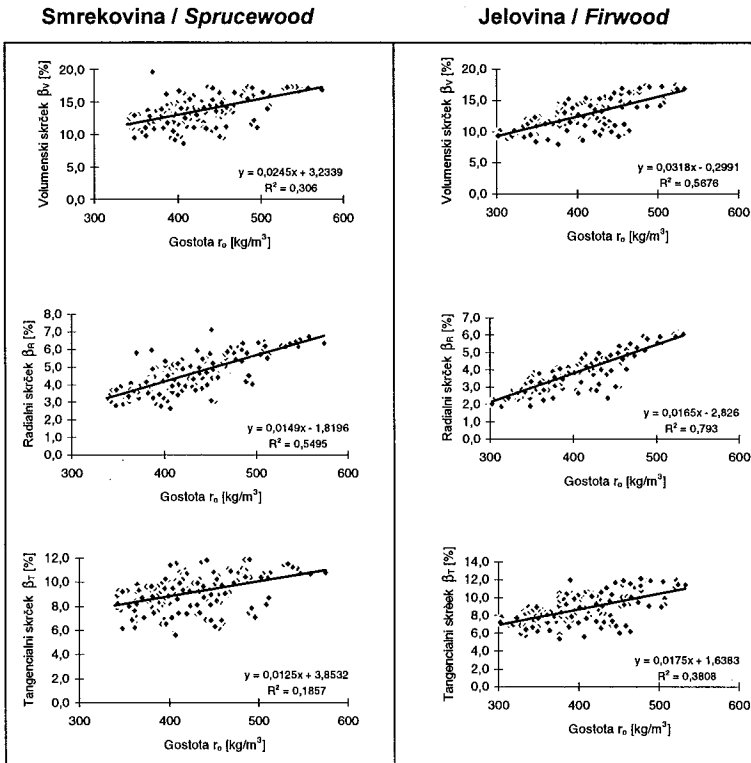 Smrekovina / Sprucewood
Jelovina / Firwood
Volumenski skrček βV [%]
20,0
15,0
10,0
5,0
0,0
y = 0,0245x + 3,2339
R² = 0,306
300 400 500 600
Gostota r₀ [kg/m³]
Volumenski skrček βV [%]
20,0
15,0
10,0
5,0
0,0
y = 0,0318x - 0,2991
R² = 0,5676
300 400 500 600
Gostota r₀ [kg/m³]
Radialni skrček βR [%]
8,0
7,0
6,0
5,0
4,0
3,0
2,0
1,0
0,0
y = 0,0149x - 1,8196
R² = 0,5495
300 400 500 600
Gostota r₀ [kg/m³]
Radialni skrček βR [%]
7,0
6,0
5,0
4,0
3,0
2,0
1,0
0,0
y = 0,0165x - 2,826
R² = 0,793
300 400 500 600
Gostota r₀ [kg/m³]
Tangencialni skrček βT [%]
12,0
10,0
8,0
6,0
4,0
2,0
0,0
y = 0,0125x + 3,8532
R² = 0,1857
300 400 500 600
Gostota r₀ [kg/m³]
Tangencialni skrček βT [%]
14,0
12,0
10,0
8,0
6,0
4,0
2,0
0,0
y = 0,0175x + 1,6383
R² = 0,3808
300 400 500 600
Gostota r₀ [kg/m³]